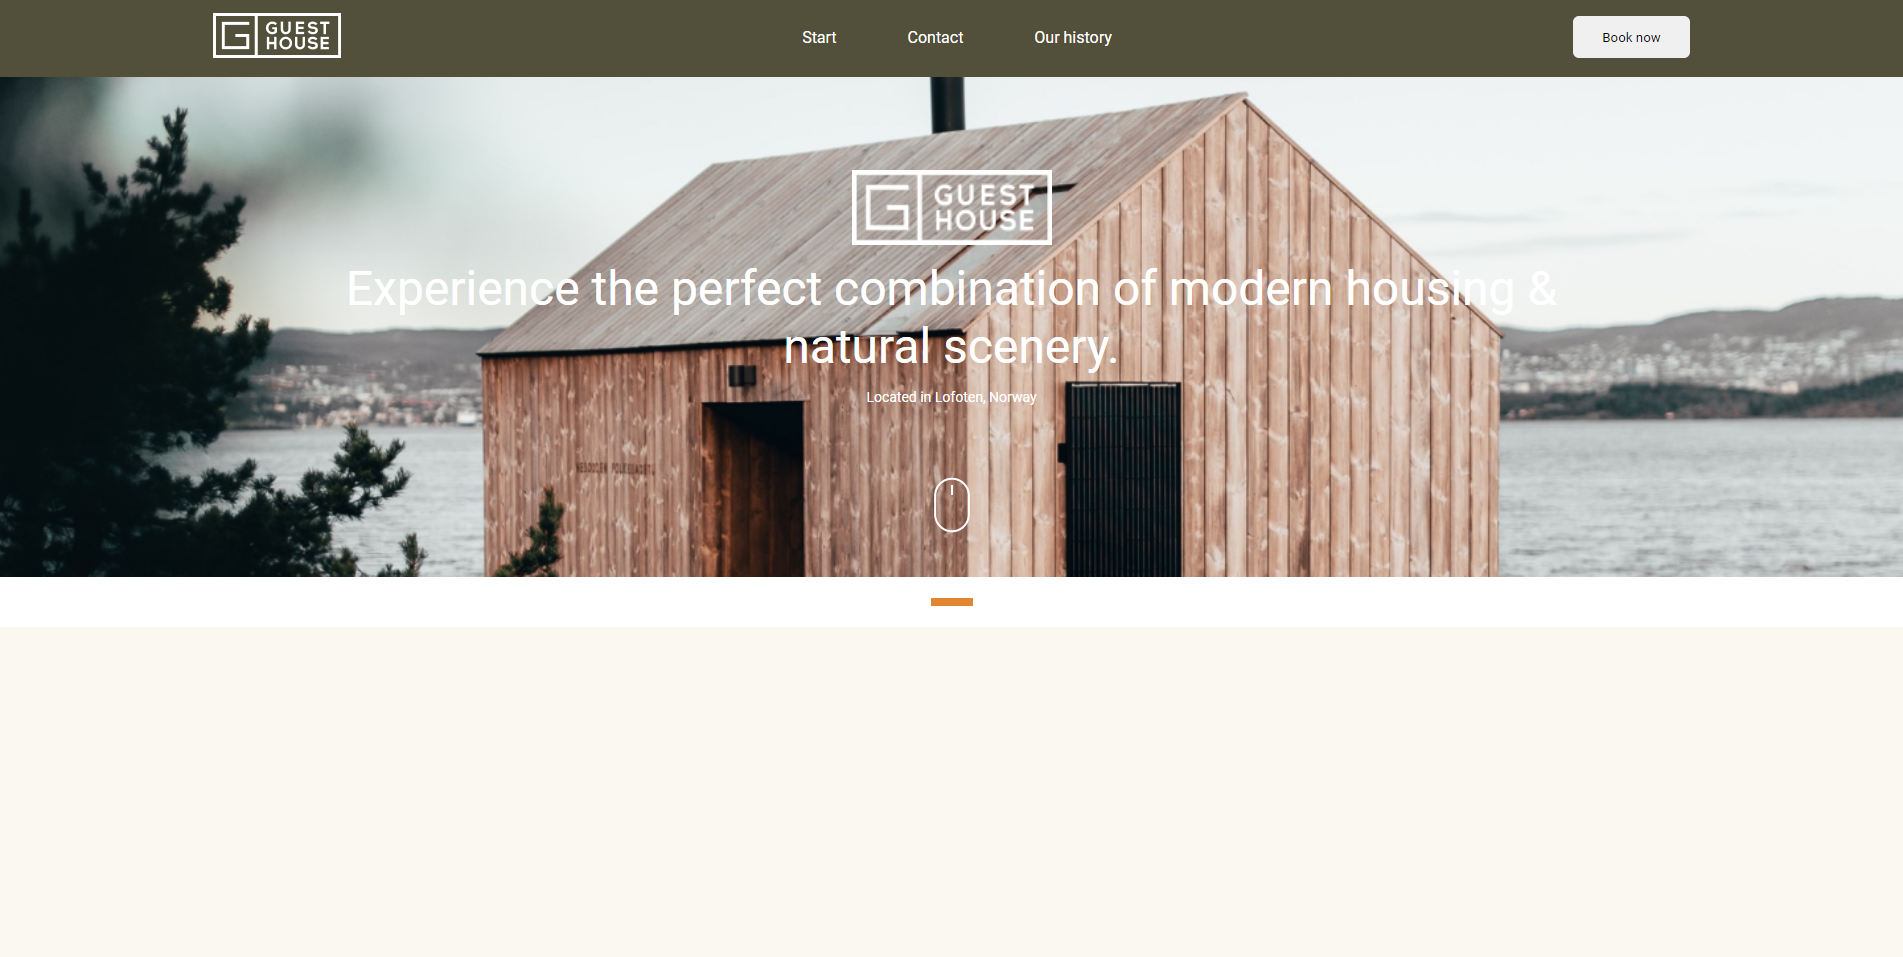 GUEST
HOUSE
Start
Contact
Our history
Book now
GUEST
HOUSE
Experience the perfect combination of modern housing &
natural scenery.
Located in Lofoten, Norway